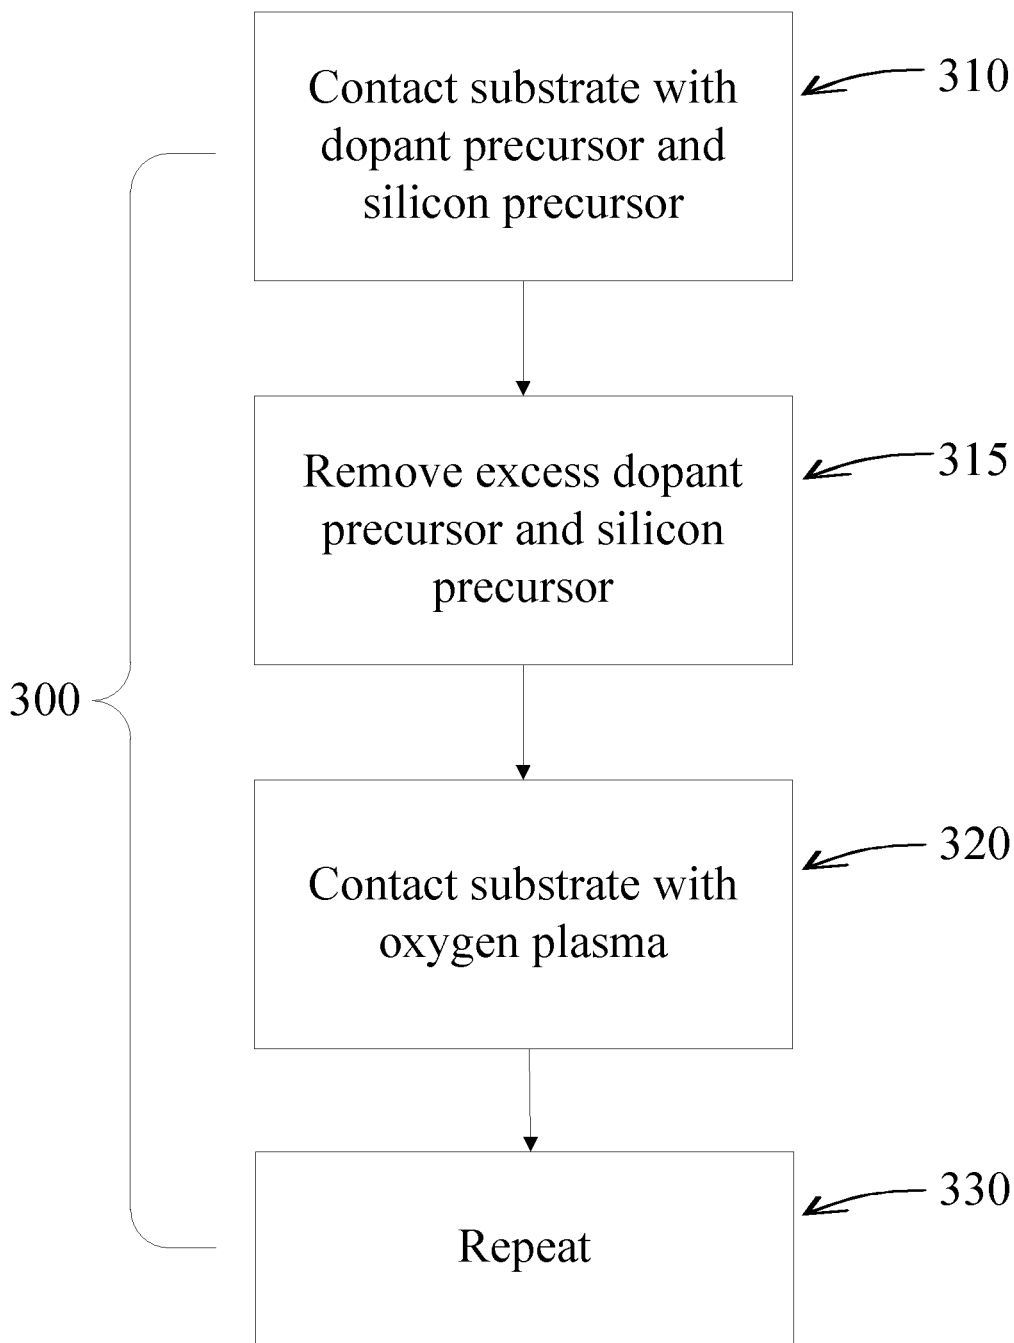 Contact substrate with
dopant precursor and
silicon precursor
310
Remove excess dopant
precursor and silicon
precursor
315
300
Contact substrate with
oxygen plasma
320
Repeat
330